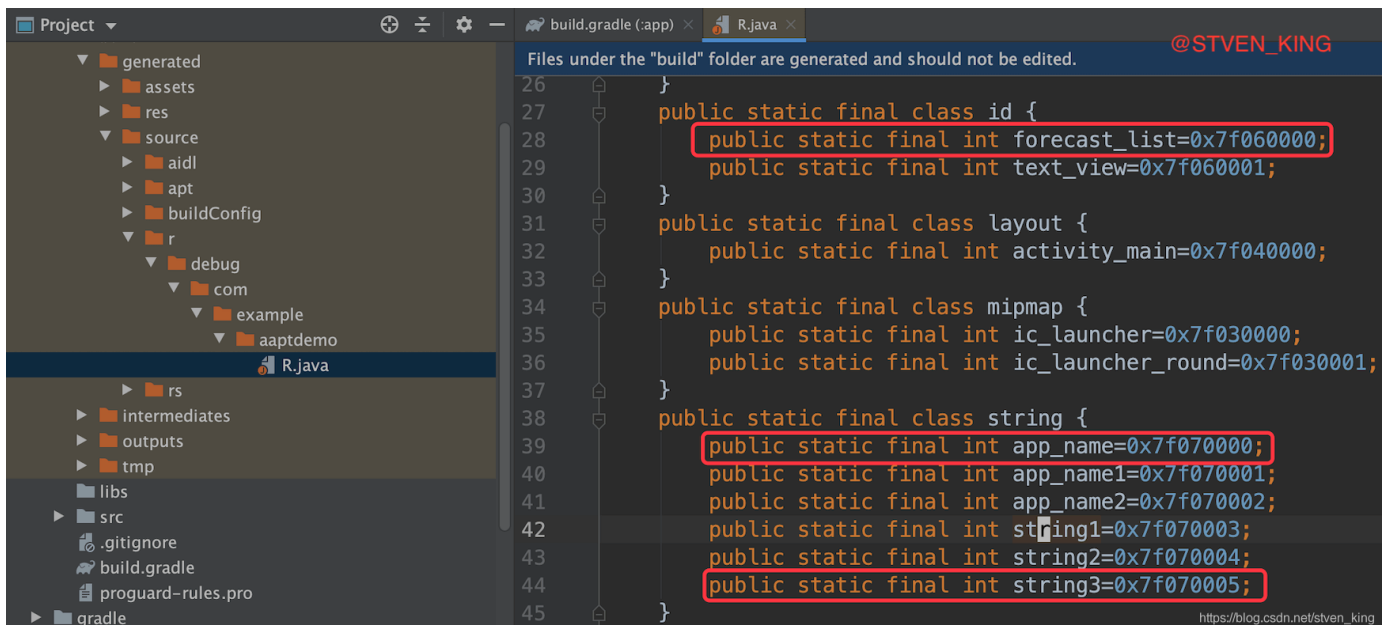 Project
build.gradle (:app)
R.java
@STVEN_KING
generated
assets
res
source
aidl
apt
buildConfig
r
debug
com
example
aaptdemo
R.java
rs
intermediates
outputs
tmp
libs
src
.gitignore
build.gradle
proguard-rules.pro
gradle
Files under the "build" folder are generated and should not be edited.
26 }
27 public static final class id {
28 public static final int forecast_list=0x7f060000;
29 public static final int text_view=0x7f060001;
30 }
31 public static final class layout {
32 public static final int activity_main=0x7f040000;
33 }
34 public static final class mipmap {
35 public static final int ic_launcher=0x7f030000;
36 public static final int ic_launcher_round=0x7f030001;
37 }
38 public static final class string {
39 public static final int app_name=0x7f070000;
40 public static final int app_name1=0x7f070001;
41 public static final int app_name2=0x7f070002;
42 public static final int string1=0x7f070003;
43 public static final int string2=0x7f070004;
44 public static final int string3=0x7f070005;
45 }
https://blog.csdn.net/stven_king